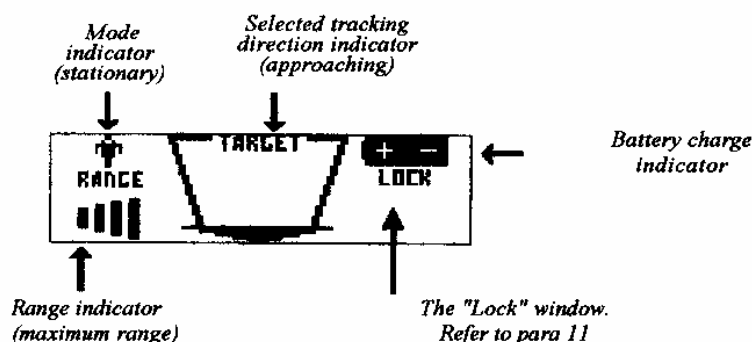 Mode
indicator
(stationary)
Selected tracking
direction indicator
(approaching)
TARGET
RANGE
LOCK
Battery charge
indicator
Range indicator
(maximum range)
The "Lock" window.
Refer to para 11